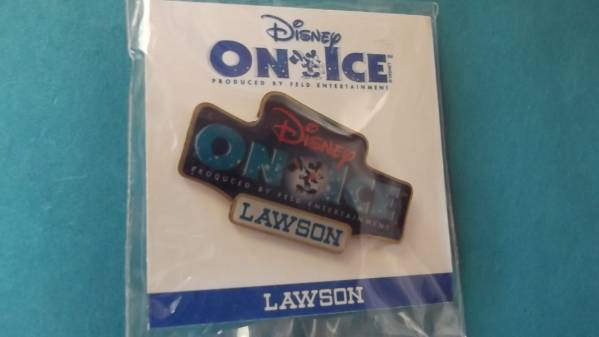 Disney
ON ICE
PRODUCED BY FELD ENTERTAINMENT
Disney
ON ICE
PRODUCED BY FELD ENTERTAINMENT
LAWSON
LAWSON